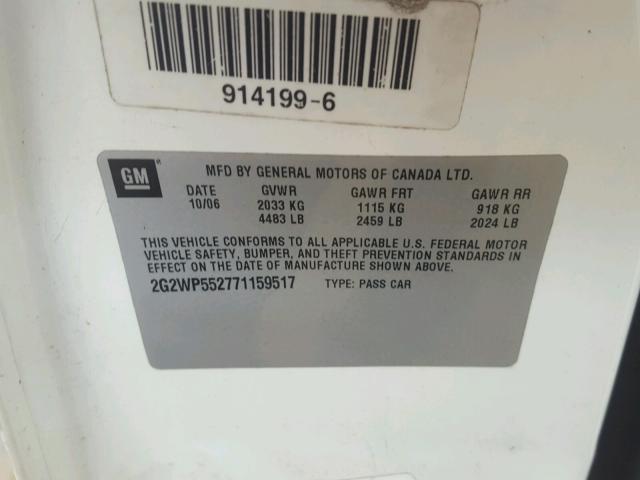 914199-6
GM
MFD BY GENERAL MOTORS OF CANADA LTD.
DATE GVWR GAWR FRT GAWR RR
10/06 2033 KG 1115 KG 918 KG
4483 LB 2459 LB 2024 LB
THIS VEHICLE CONFORMS TO ALL APPLICABLE U.S. FEDERAL MOTOR
VEHICLE SAFETY, BUMPER, AND THEFT PREVENTION STANDARDS IN
EFFECT ON THE DATE OF MANUFACTURE SHOWN ABOVE.
2G2WP552771159517 TYPE: PASS CAR